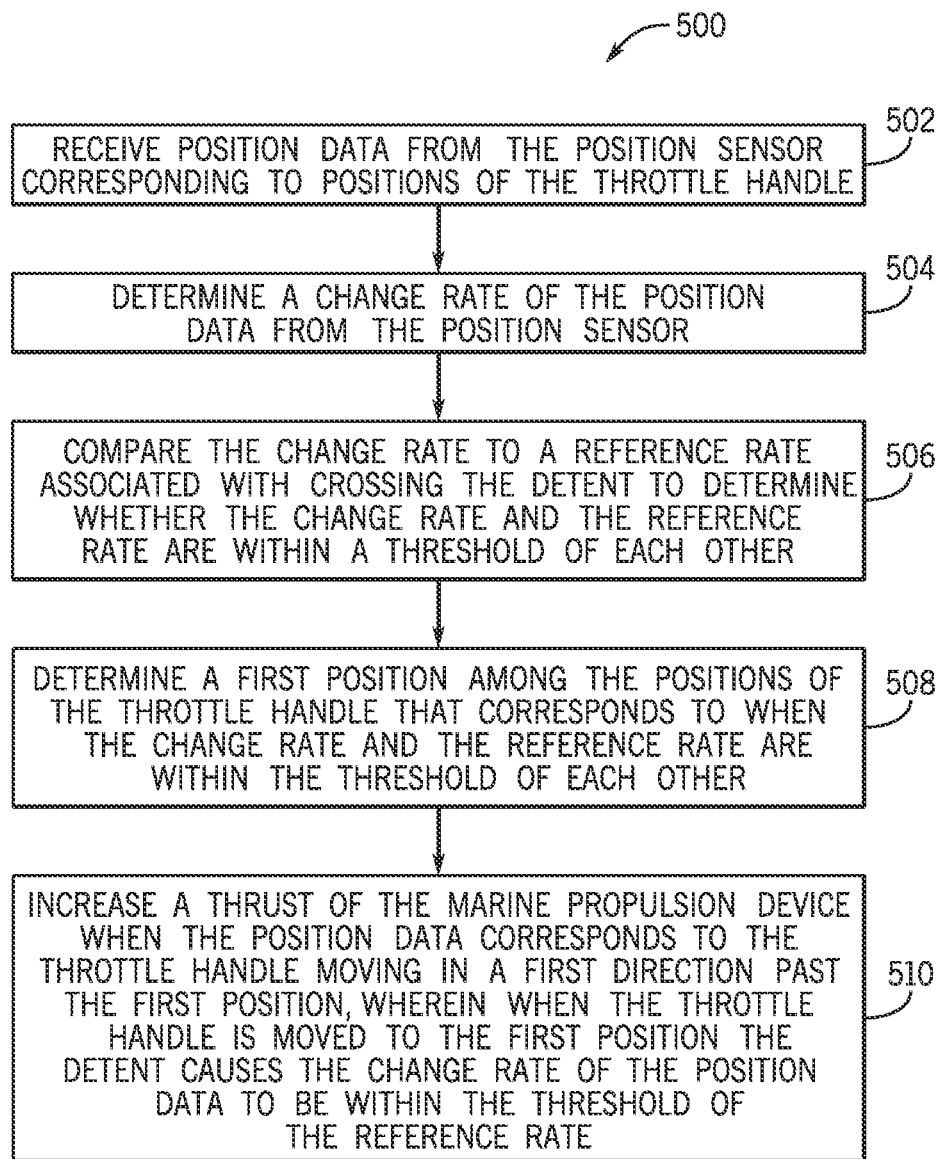 500
502
RECEIVE POSITION DATA FROM THE POSITION SENSOR
CORRESPONDING TO POSITIONS OF THE THROTTLE HANDLE
504
DETERMINE A CHANGE RATE OF THE POSITION
DATA FROM THE POSITION SENSOR
506
COMPARE THE CHANGE RATE TO A REFERENCE RATE
ASSOCIATED WITH CROSSING THE DETENT TO DETERMINE
WHETHER THE CHANGE RATE AND THE REFERENCE
RATE ARE WITHIN A THRESHOLD OF EACH OTHER
508
DETERMINE A FIRST POSITION AMONG THE POSITIONS OF
THE THROTTLE HANDLE THAT CORRESPONDS TO WHEN
THE CHANGE RATE AND THE REFERENCE RATE ARE
WITHIN THE THRESHOLD OF EACH OTHER
510
INCREASE A THRUST OF THE MARINE PROPULSION DEVICE
WHEN THE POSITION DATA CORRESPONDS TO THE
THROTTLE HANDLE MOVING IN A FIRST DIRECTION PAST
THE FIRST POSITION, WHEREIN WHEN THE THROTTLE
HANDLE IS MOVED TO THE FIRST POSITION THE
DETENT CAUSES THE CHANGE RATE OF THE POSITION
DATA TO BE WITHIN THE THRESHOLD OF
THE REFERENCE RATE